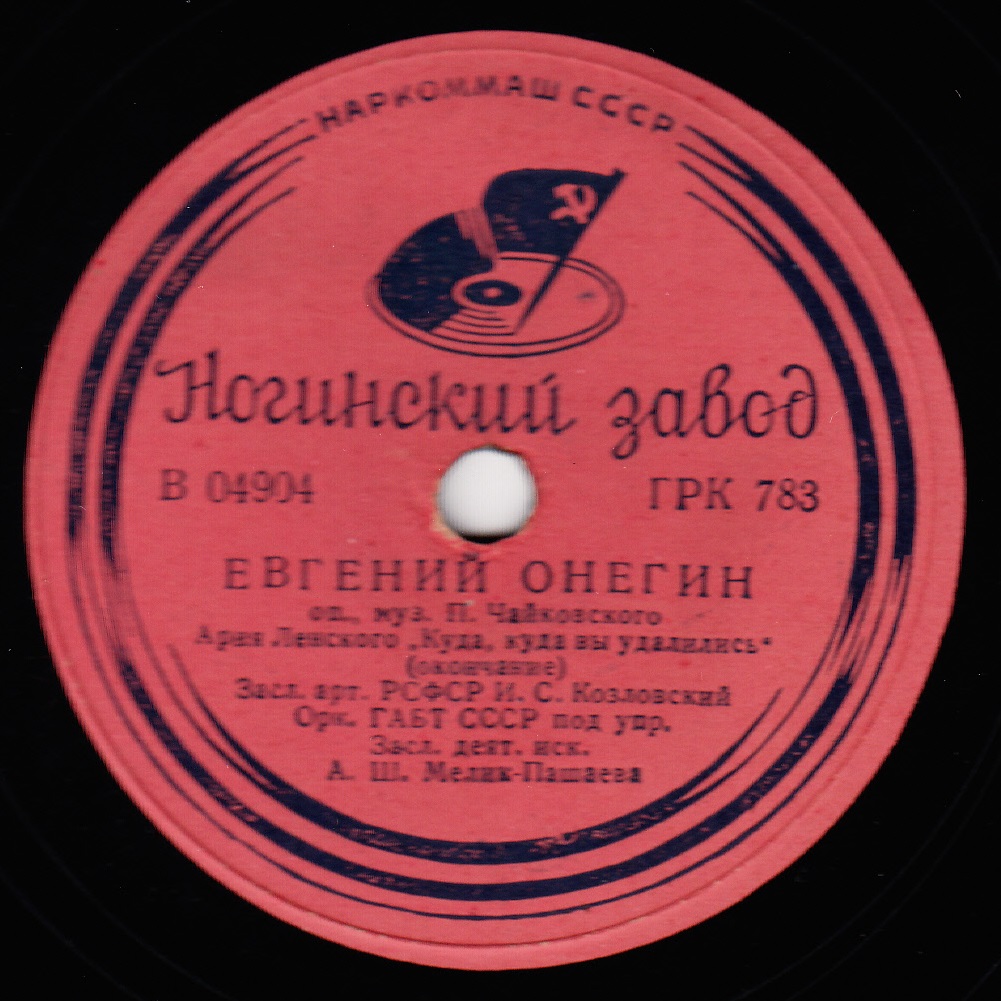 НАРКОММАШ СССР
Ногинский завод
В 04904 ГРК 783
ЕВГЕНИЙ ОНЕГИН
оп., муз. П. Чайковского
Ария Ленского „Куда, куда вы удалились“
(окончание)
Засл. арт. РСФСР И. С. Козловский
Орк. ГАБТ СССР под упр.
Засл. деят. иск.
А. Ш. Мелик-Пашаева